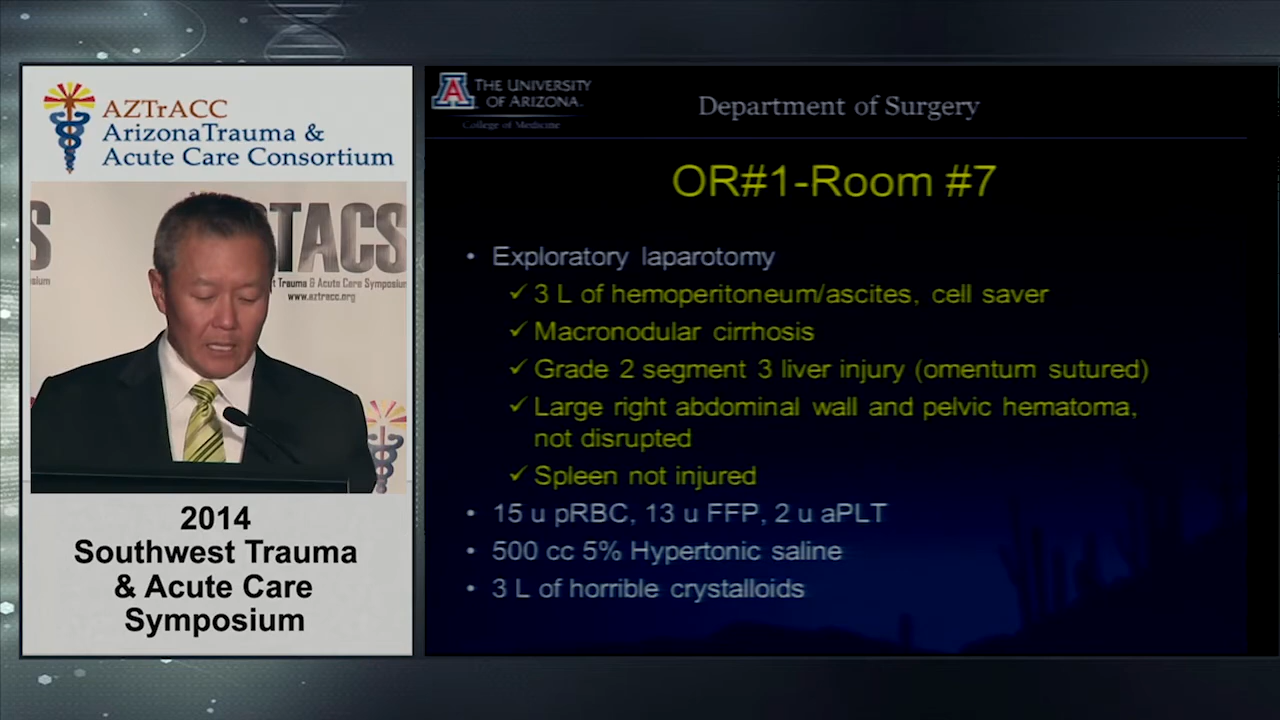 AZTrACC
ArizonaTrauma &
Acute Care Consortium
S
TACS
t Trauma & Acute Care Symposium
www.aztracc.org
2014
Southwest Trauma
& Acute Care
Symposium
A
THE UNIVERSITY
OF ARIZONA.
College of Medicine
Department of Surgery
OR#1-Room #7
• Exploratory laparotomy
✓ 3 L of hemoperitoneum/ascites, cell saver
✓ Macronodular cirrhosis
✓ Grade 2 segment 3 liver injury (omentum sutured)
✓ Large right abdominal wall and pelvic hematoma,
not disrupted
✓ Spleen not injured
• 15 u pRBC, 13 u FFP, 2 u aPLT
• 500 cc 5% Hypertonic saline
• 3 L of horrible crystalloids